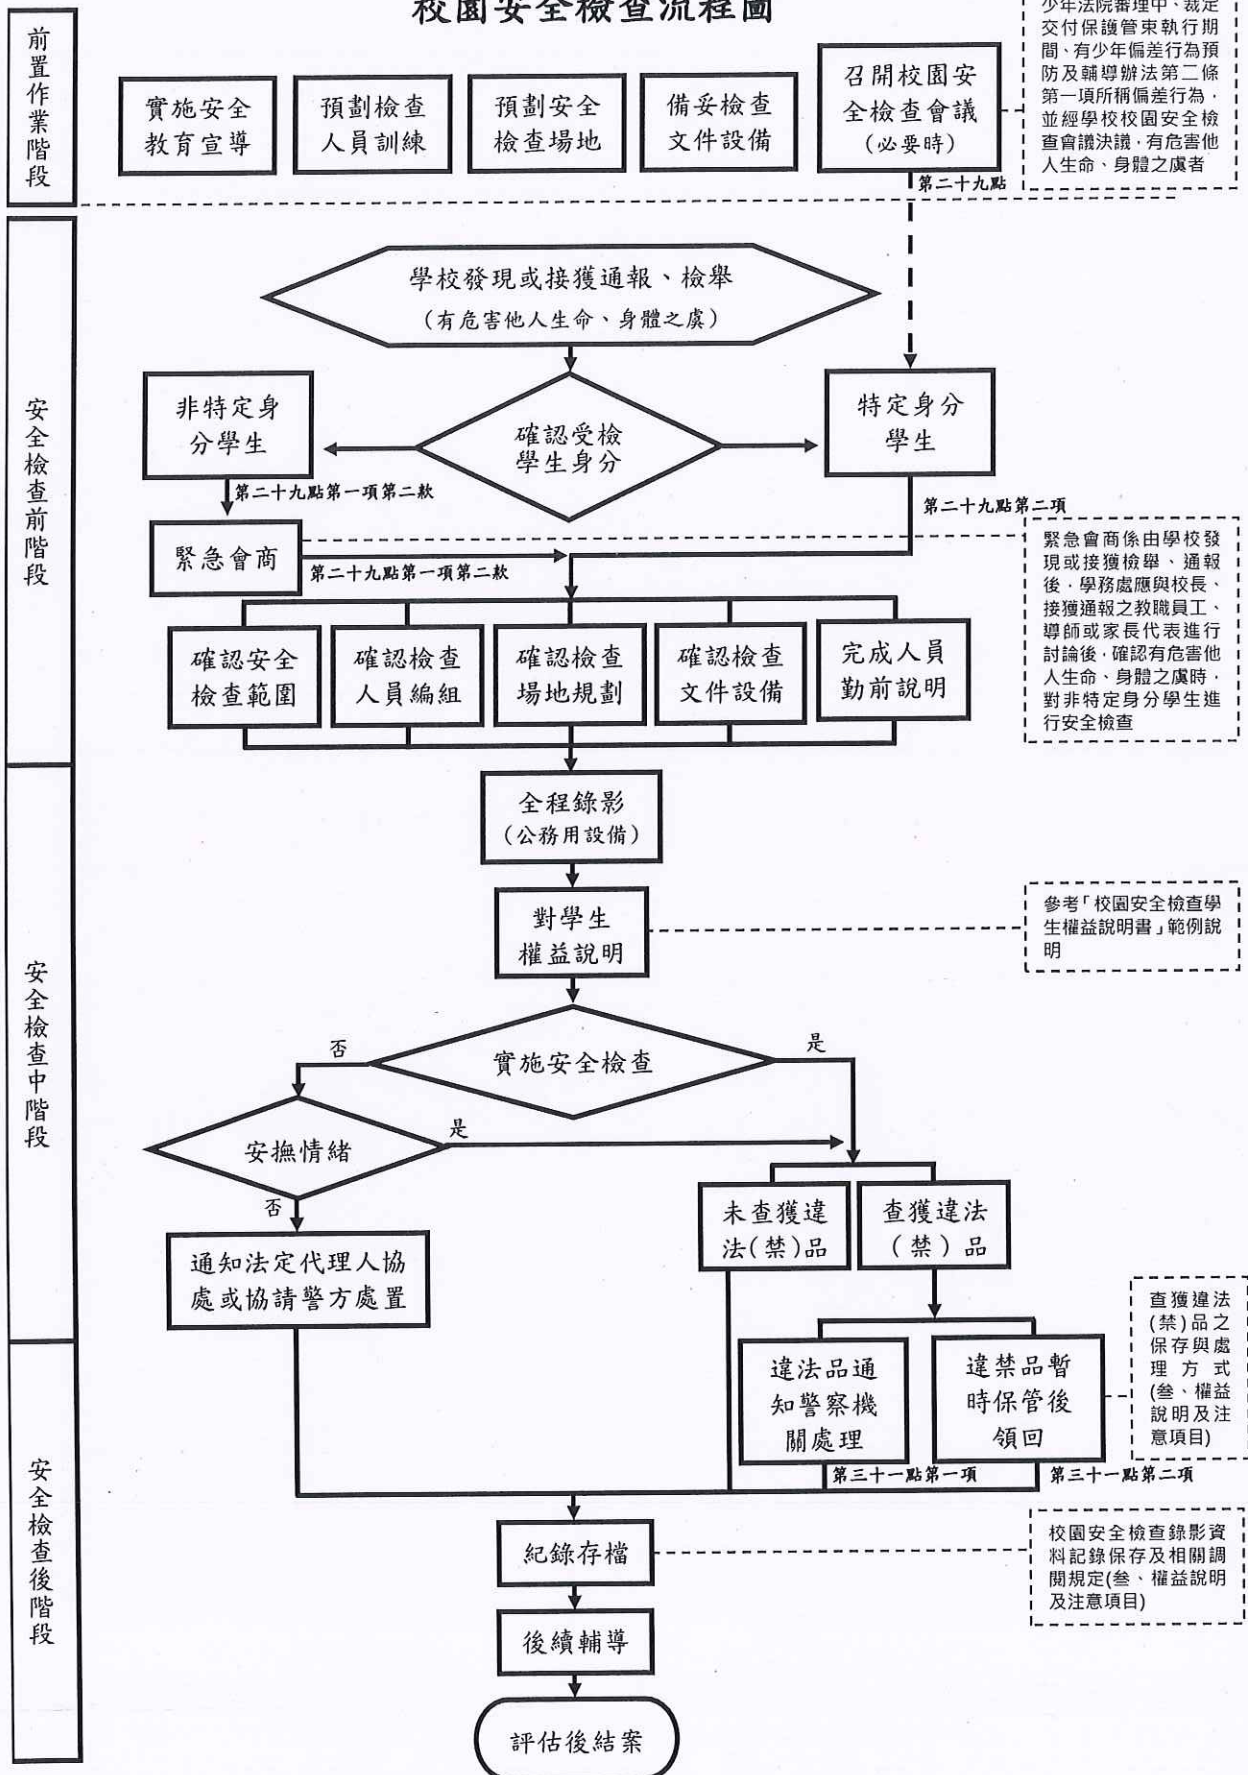 校園安全檢查流程圖
少年法院審理中、裁定
交付保護管束執行期
間、有少年偏差行為預
防及輔導辦法第二條
第一項所稱偏差行為,
並經學校校園安全檢
查會議決議,有危害他
人生命、身體之虞者
前置作業階段
實施安全
教育宣導
預劃檢查
人員訓練
預劃安全
檢查場地
備妥檢查
文件設備
召開校園安
全檢查會議
(必要時)
第二十九點
安全檢查前階段
學校發現或接獲通報、檢舉
(有危害他人生命、身體之虞)
非特定身
分學生
確認受檢
學生身分
特定身分
學生
第二十九點第一項第二款
第二十九點第二項
緊急會商
第二十九點第一項第二款
緊急會商係由學校發
現或接獲檢舉、通報
後,學務處應與校長、
接獲通報之教職員工、
導師或家長代表進行
討論後,確認有危害他
人生命、身體之虞時,
對非特定身分學生進
行安全檢查
確認安全
檢查範圍
確認檢查
人員編組
確認檢查
場地規劃
確認檢查
文件設備
完成人員
勤前說明
安全檢查中階段
全程錄影
(公務用設備)
對學生
權益說明
參考「校園安全檢查學
生權益說明書」範例說
明
實施安全檢查
否
是
安撫情緒
是
否
未查獲違
法(禁)品
查獲違法
(禁)品
通知法定代理人協
處或協請警方處置
查獲違法
(禁)品之
保存與處
理方式
(叁、權益
說明及注
意項目)
安全檢查後階段
違法品通
知警察機
關處理
違禁品暫
時保管後
領回
第三十一點第一項
第三十一點第二項
紀錄存檔
校園安全檢查錄影資
料記錄保存及相關調
閱規定(叁、權益說明
及注意項目)
後續輔導
評估後結案